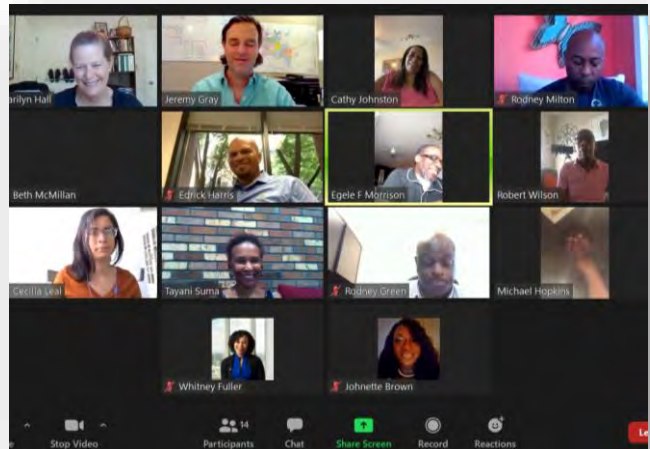 arilyn Hall
Jeremy Gray
Cathy Johnston
Rodney Milton
Beth McMillan
Edrick Harris
Egele F Morrison
Robert Wilson
Cecilia Leal
Tayani Suma
Rodney Green
Michael Hopkins
Whitney Fuller
Johnette Brown
e
Stop Video
14
Participants
Chat
Share Screen
Record
Reactions
Le